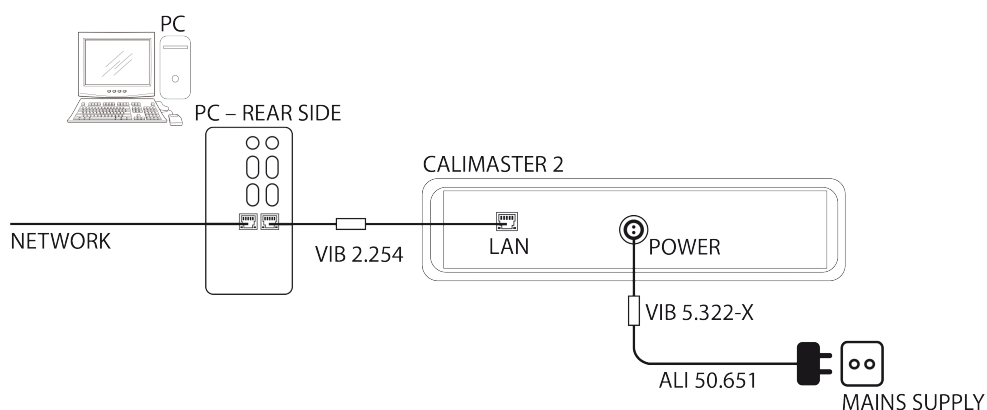 PC
PC – REAR SIDE
CALIMASTER 2
NETWORK
VIB 2.254
LAN
POWER
VIB 5.322-X
ALI 50.651
MAINS SUPPLY